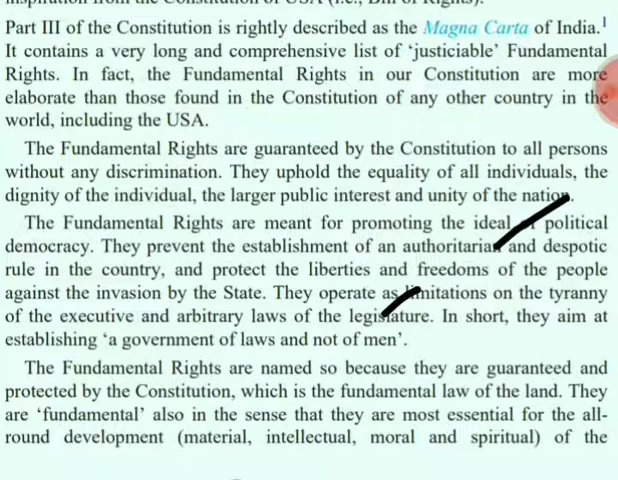 inspiration from the Constitution of USA (i.e., Bill of Rights).
Part III of the Constitution is rightly described as the Magna Carta of India.1
It contains a very long and comprehensive list of ‘justiciable’ Fundamental
Rights. In fact, the Fundamental Rights in our Constitution are more
elaborate than those found in the Constitution of any other country in the
world, including the USA.
The Fundamental Rights are guaranteed by the Constitution to all persons
without any discrimination. They uphold the equality of all individuals, the
dignity of the individual, the larger public interest and unity of the nation.
The Fundamental Rights are meant for promoting the ideal of political
democracy. They prevent the establishment of an authoritarian and despotic
rule in the country, and protect the liberties and freedoms of the people
against the invasion by the State. They operate as limitations on the tyranny
of the executive and arbitrary laws of the legislature. In short, they aim at
establishing ‘a government of laws and not of men’.
The Fundamental Rights are named so because they are guaranteed and
protected by the Constitution, which is the fundamental law of the land. They
are ‘fundamental’ also in the sense that they are most essential for the all-
round development (material, intellectual, moral and spiritual) of the